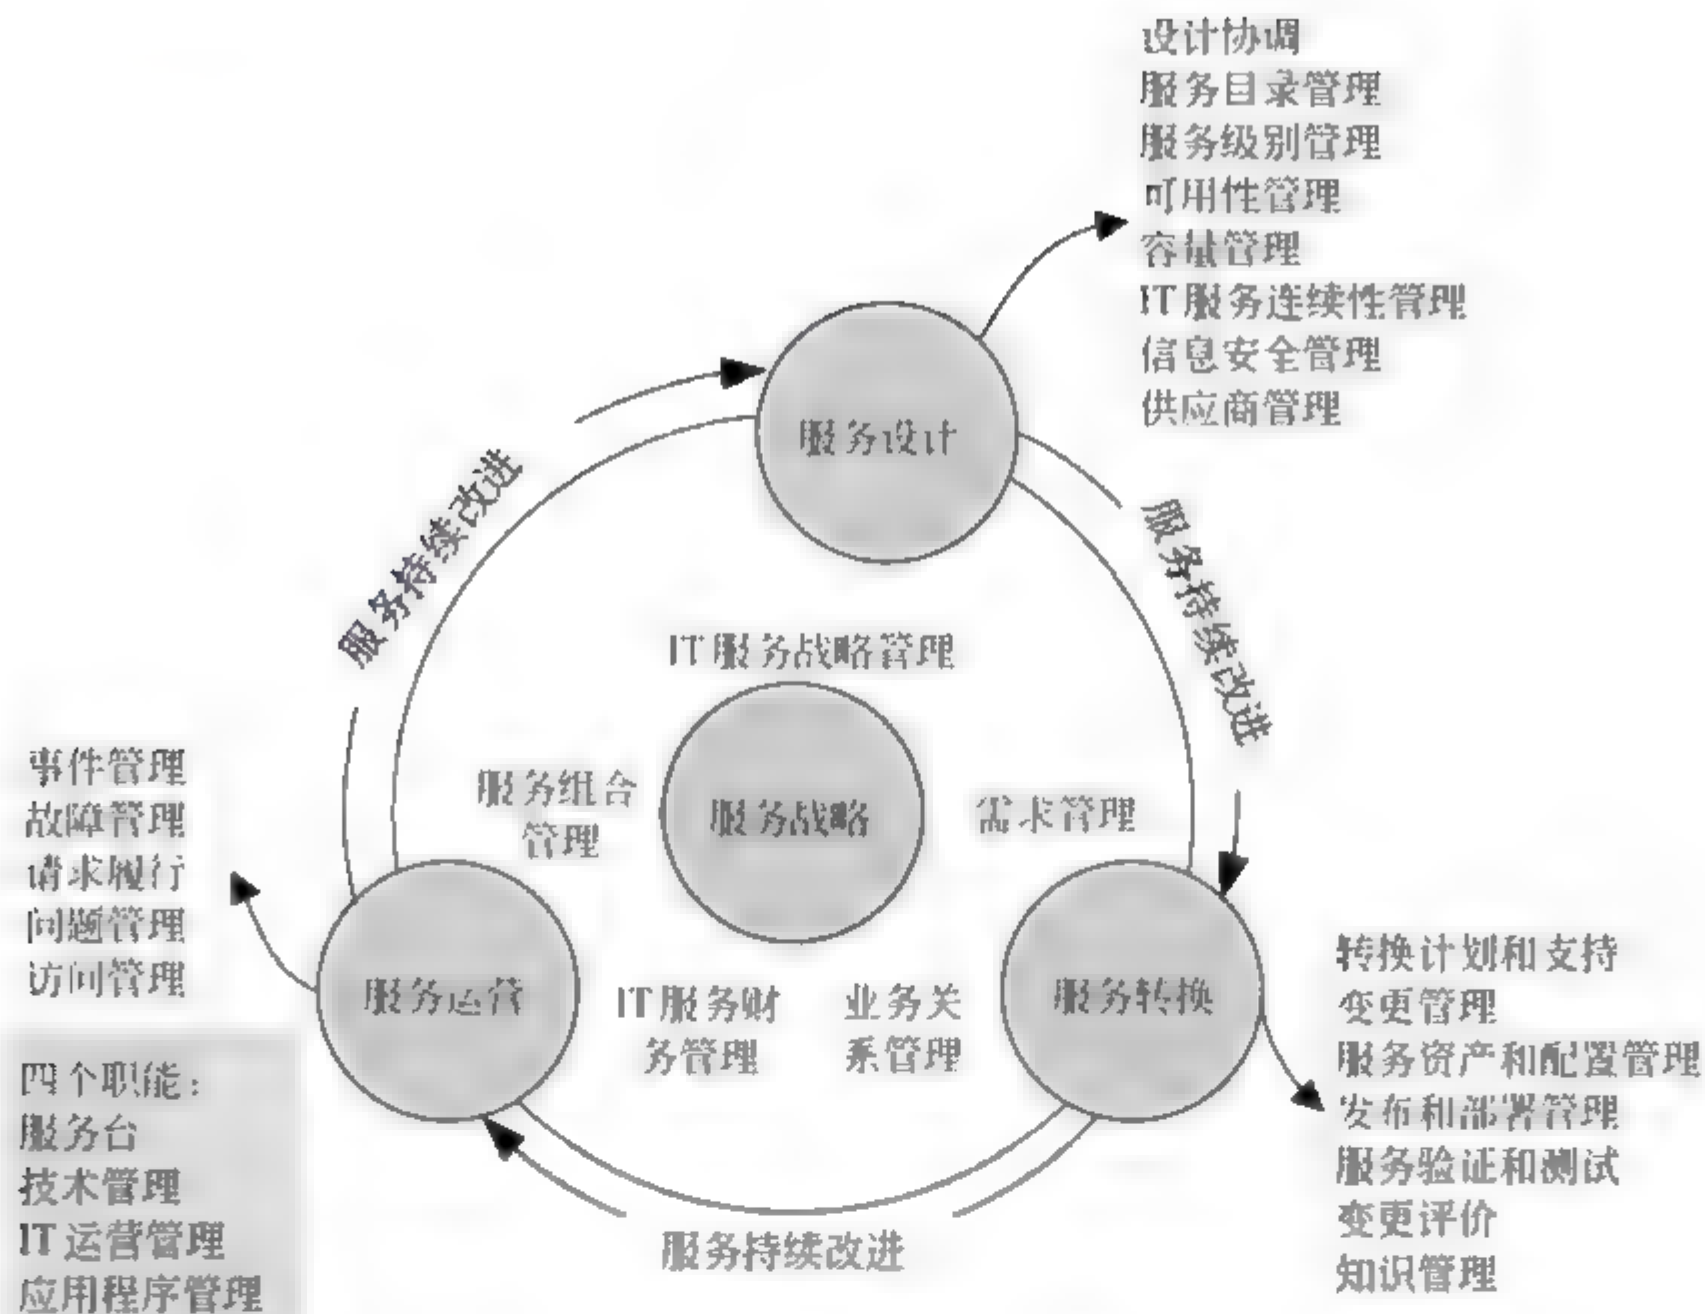 设计协调
服务目录管理
服务级别管理
可用性管理
容量管理
IT服务连续性管理
信息安全管理
供应商管理
服务设计
服务持续改进
服务持续改进
IT服务战略管理
服务组合
管理
服务战略
需求管理
事件管理
故障管理
请求履行
问题管理
访问管理
服务运营
IT服务财
务管理
业务关
系管理
服务转换
转换计划和支持
变更管理
服务资产和配置管理
发布和部署管理
服务验证和测试
变更评价
知识管理
四个职能：
服务台
技术管理
IT运营管理
应用程序管理
服务持续改进